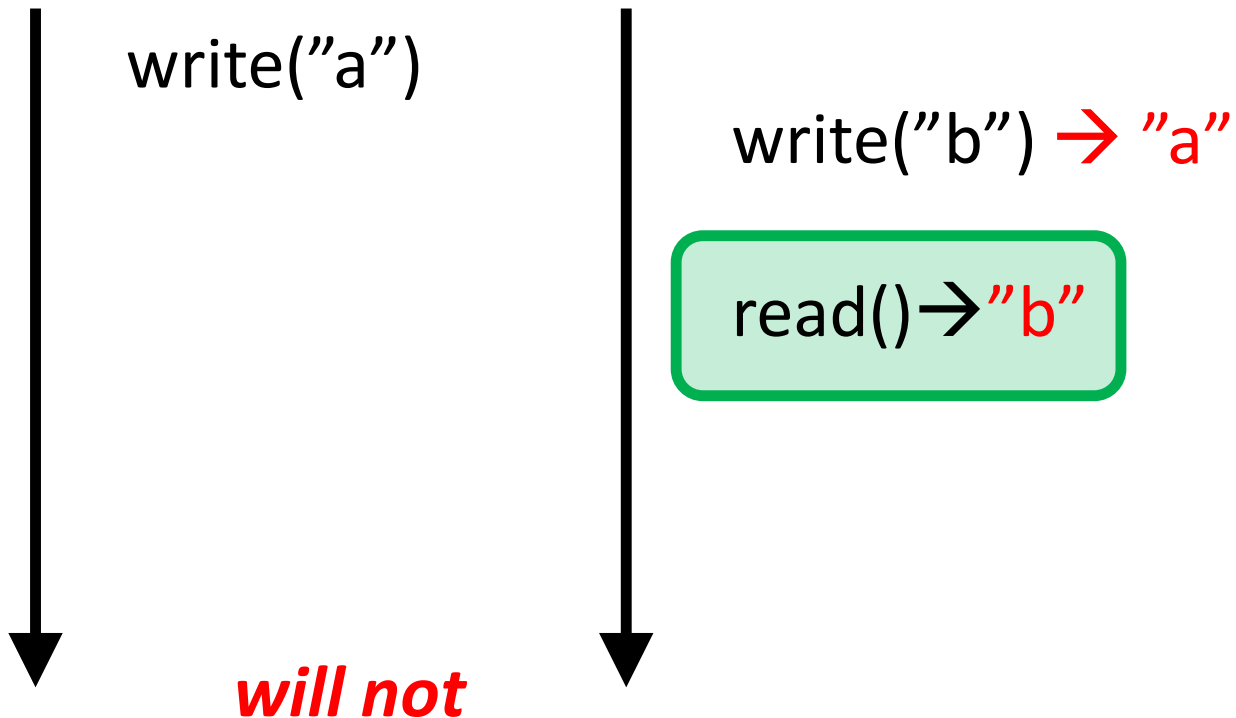 write(”a”)
write(”b”) → ”a”
read()→”b”
will not